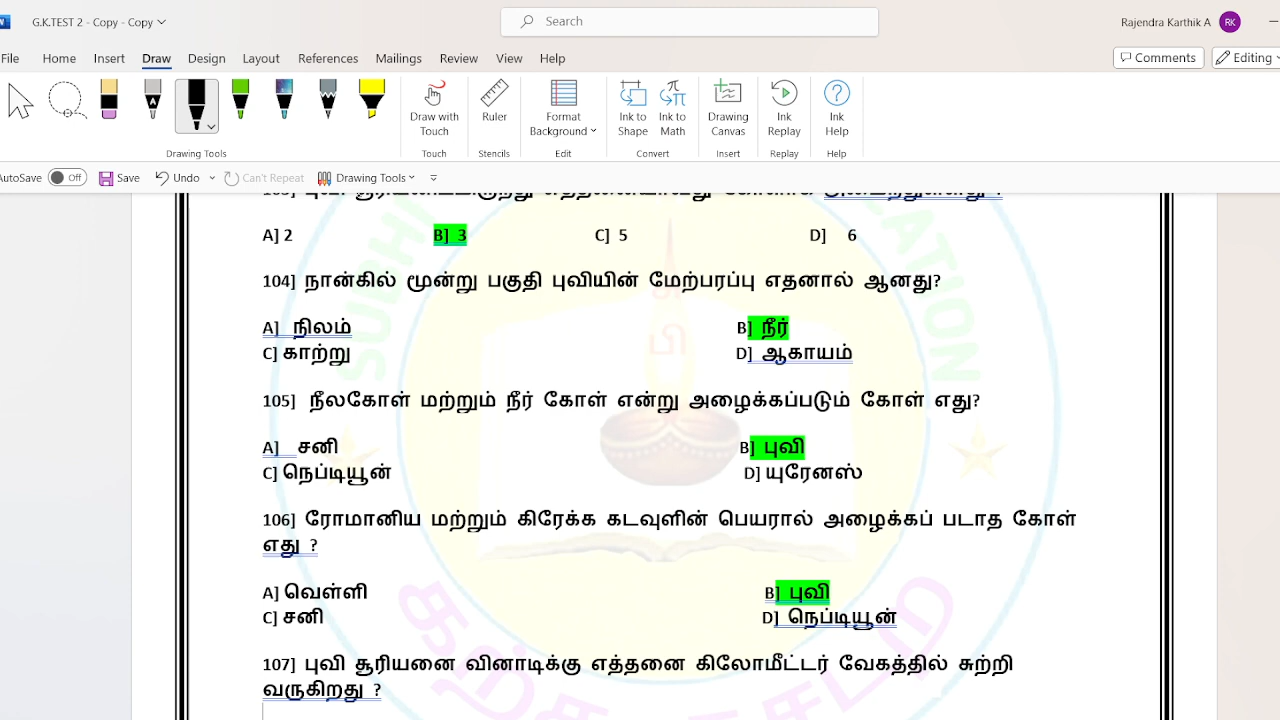 G.K.TEST 2 - Copy - Copy
Search
Rajendra Karthik A RK
File Home Insert Draw Design Layout References Mailings Review View Help
Comments Editing
Draw with Touch
Ruler
Format Background
Ink to Shape
Ink to Math
Drawing Canvas
Ink Replay
Ink Help
Drawing Tools Touch Stencils Edit Convert Insert Replay Help
AutoSave Off Save Undo Can't Repeat Drawing Tools
A] 2 B] 3 C] 5 D] 6
104] நான்கில் மூன்று பகுதி புவியின் மேற்பரப்பு எதனால் ஆனது?
A] நிலம் B] நீர்
C] காற்று D] ஆகாயம்
105] நீலகோள் மற்றும் நீர் கோள் என்று அழைக்கப்படும் கோள் எது?
A] சனி B] புவி
C] நெப்டியூன் D] யுரேனஸ்
106] ரோமானிய மற்றும் கிரேக்க கடவுளின் பெயரால் அழைக்கப் படாத கோள்
எது ?
A] வெள்ளி B] புவி
C] சனி D] நெப்டியூன்
107] புவி சூரியனை வினாடிக்கு எத்தனை கிலோமீட்டர் வேகத்தில் சுற்றி
வருகிறது ?